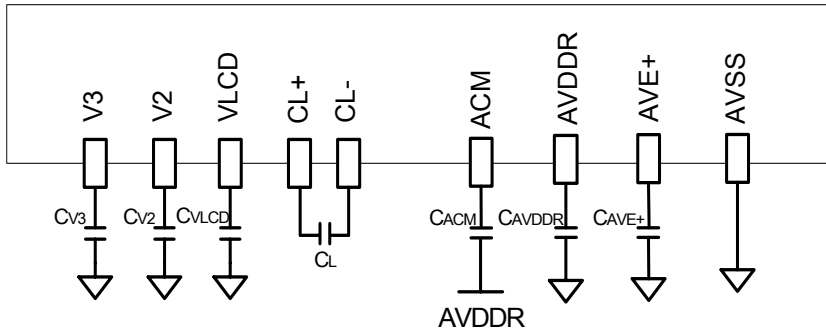 V3 V2 VLCD CL+ CL- ACM AVDDR AVE+ AVSS
CV3 CV2 CVLCD CL CACM CAVDDR CAVE+
AVDDR